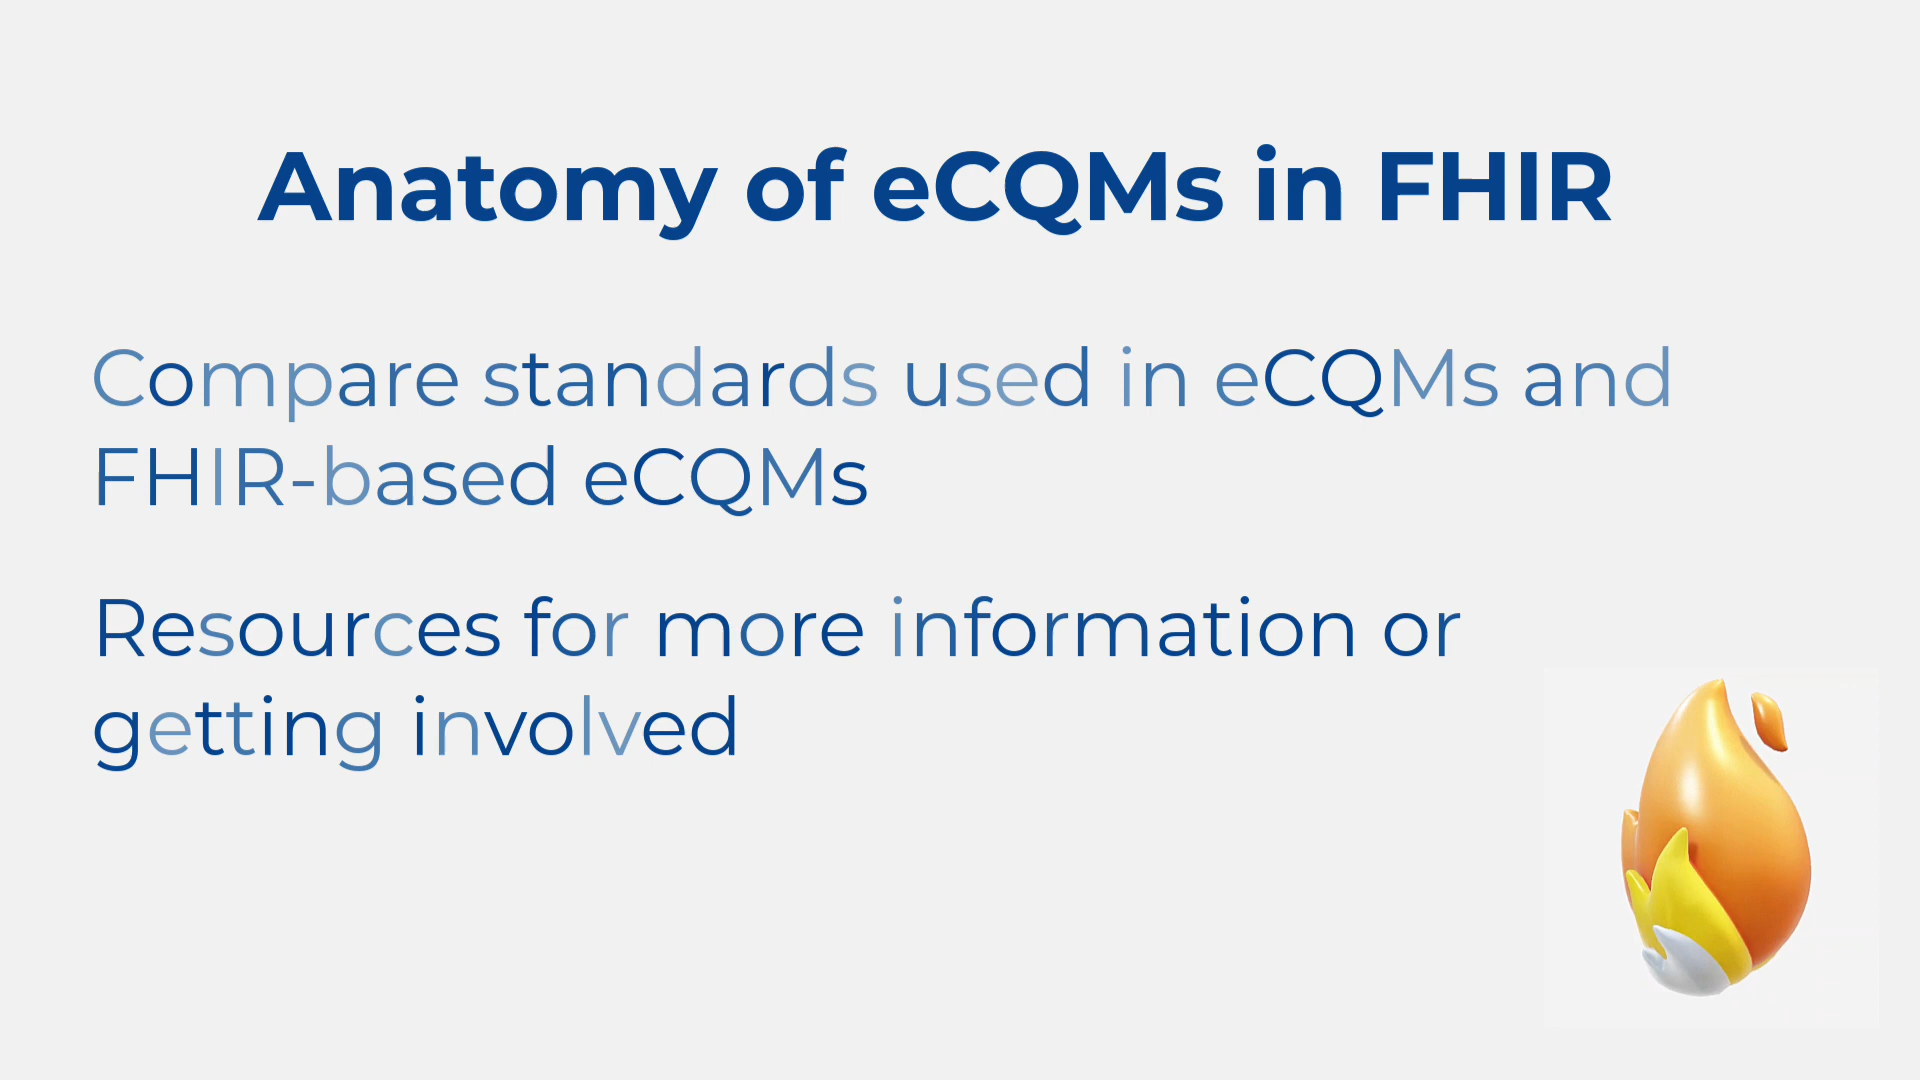 Anatomy of eCQMs in FHIR
Compare standards used in eCQMs and
FHIR-based eCQMs
Resources for more information or
getting involved